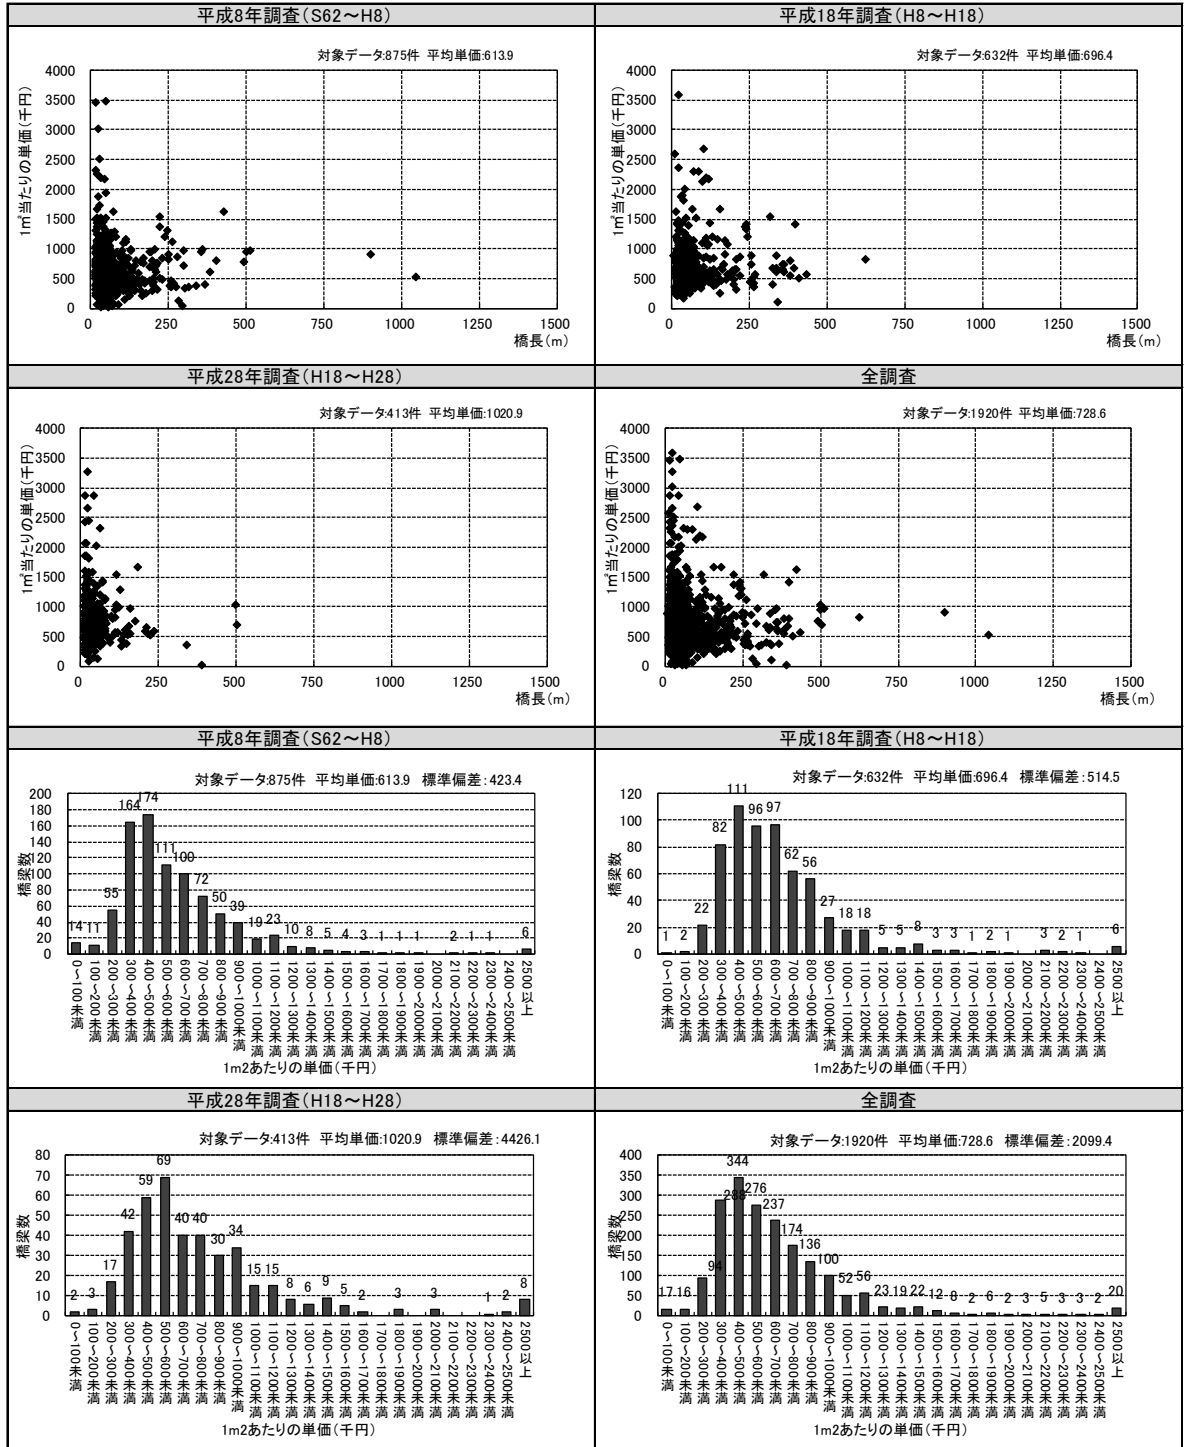 平成8年調査(S62～H8)
対象データ:875件 平均単価:613.9
1㎡当たりの単価(千円)
4000
3500
3000
2500
2000
1500
1000
500
0
0 250 500 750 1000 1250 1500
橋長(m)
平成18年調査(H8～H18)
対象データ:632件 平均単価:696.4
1㎡当たりの単価(千円)
4000
3500
3000
2500
2000
1500
1000
500
0
0 250 500 750 1000 1250 1500
橋長(m)
平成28年調査(H18～H28)
対象データ:413件 平均単価:1020.9
1㎡当たりの単価(千円)
4000
3500
3000
2500
2000
1500
1000
500
0
0 250 500 750 1000 1250 1500
橋長(m)
全調査
対象データ:1920件 平均単価:728.6
1㎡当たりの単価(千円)
4000
3500
3000
2500
2000
1500
1000
500
0
0 250 500 750 1000 1250 1500
橋長(m)
平成8年調査(S62～H8)
対象データ:875件 平均単価:613.9 標準偏差:423.4
橋梁数
200
180
160
140
120
100
80
60
40
20
0
14 11 55 164 174 111 100 72 50 39 19 23 10 8 5 4 3 1 1 1 2 1 1 6
0～100未満
100～200未満
200～300未満
300～400未満
400～500未満
500～600未満
600～700未満
700～800未満
800～900未満
900～1000未満
1000～1100未満
1100～1200未満
1200～1300未満
1300～1400未満
1400～1500未満
1500～1600未満
1600～1700未満
1700～1800未満
1800～1900未満
1900～2000未満
2000～2100未満
2100～2200未満
2200～2300未満
2300～2400未満
2400～2500未満
2500以上
1m2あたりの単価(千円)
平成18年調査(H8～H18)
対象データ:632件 平均単価:696.4 標準偏差:514.5
橋梁数
120
100
80
60
40
20
0
1 2 22 82 111 96 97 62 56 27 18 18 5 5 8 3 3 1 2 1 3 2 1 6
0～100未満
100～200未満
200～300未満
300～400未満
400～500未満
500～600未満
600～700未満
700～800未満
800～900未満
900～1000未満
1000～1100未満
1100～1200未満
1200～1300未満
1300～1400未満
1400～1500未満
1500～1600未満
1600～1700未満
1700～1800未満
1800～1900未満
1900～2000未満
2000～2100未満
2100～2200未満
2200～2300未満
2300～2400未満
2400～2500未満
2500以上
1m2あたりの単価(千円)
平成28年調査(H18～H28)
対象データ:413件 平均単価:1020.9 標準偏差:4426.1
橋梁数
80
70
60
50
40
30
20
10
0
2 3 17 42 59 69 40 40 30 34 15 15 8 6 9 5 2 3 3 1 2 8
0～100未満
100～200未満
200～300未満
300～400未満
400～500未満
500～600未満
600～700未満
700～800未満
800～900未満
900～1000未満
1000～1100未満
1100～1200未満
1200～1300未満
1300～1400未満
1400～1500未満
1500～1600未満
1600～1700未満
1700～1800未満
1800～1900未満
1900～2000未満
2000～2100未満
2100～2200未満
2200～2300未満
2300～2400未満
2400～2500未満
2500以上
1m2あたりの単価(千円)
全調査
対象データ:1920件 平均単価:728.6 標準偏差:2099.4
橋梁数
400
350
300
250
200
150
100
50
0
17 16 94 288 344 276 237 174 136 100 52 56 23 19 22 12 8 2 6 2 3 5 3 3 2 20
0～100未満
100～200未満
200～300未満
300～400未満
400～500未満
500～600未満
600～700未満
700～800未満
800～900未満
900～1000未満
1000～1100未満
1100～1200未満
1200～1300未満
1300～1400未満
1400～1500未満
1500～1600未満
1600～1700未満
1700～1800未満
1800～1900未満
1900～2000未満
2000～2100未満
2100～2200未満
2200～2300未満
2300～2400未満
2400～2500未満
2500以上
1m2あたりの単価(千円)